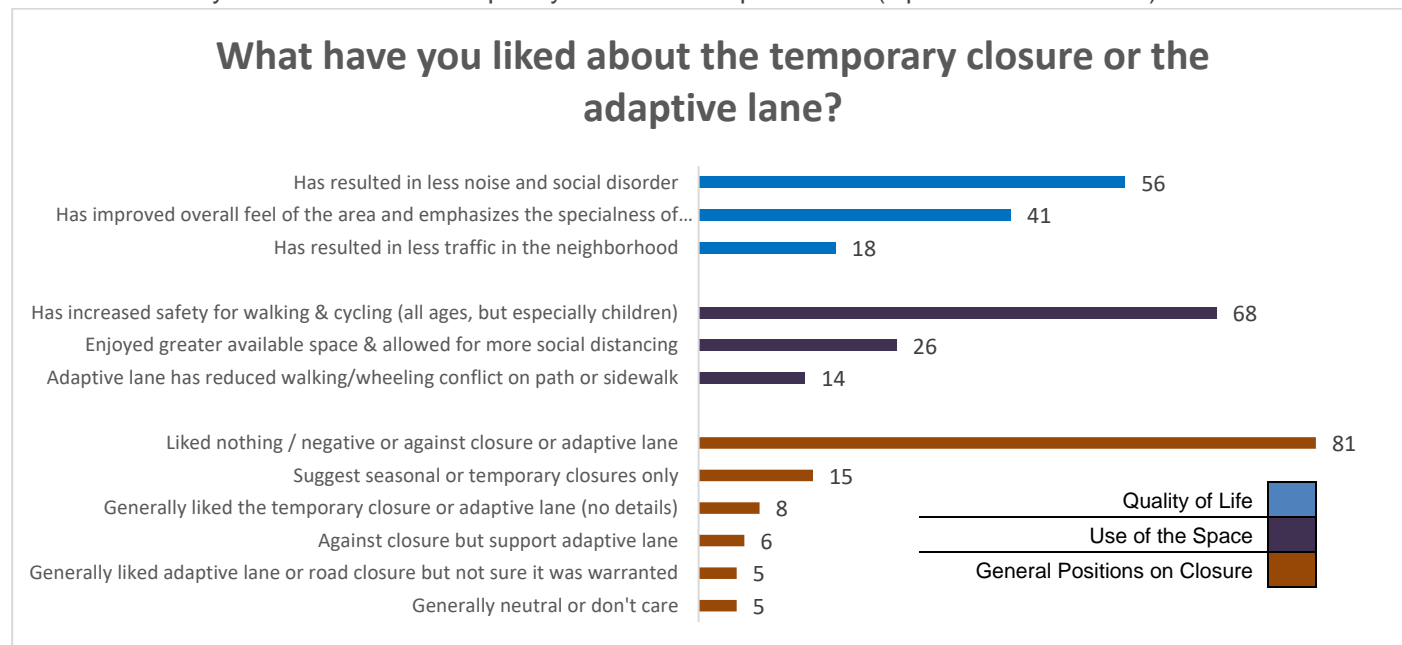 What have you liked about the temporary closure or the
adaptive lane?
Has resulted in less noise and social disorder 56
Has improved overall feel of the area and emphasizes the specialness of... 41
Has resulted in less traffic in the neighborhood 18
Has increased safety for walking & cycling (all ages, but especially children) 68
Enjoyed greater available space & allowed for more social distancing 26
Adaptive lane has reduced walking/wheeling conflict on path or sidewalk 14
Liked nothing / negative or against closure or adaptive lane 81
Suggest seasonal or temporary closures only 15
Generally liked the temporary closure or adaptive lane (no details) 8
Against closure but support adaptive lane 6
Generally liked adaptive lane or road closure but not sure it was warranted 5
Generally neutral or don't care 5
Quality of Life
Use of the Space
General Positions on Closure